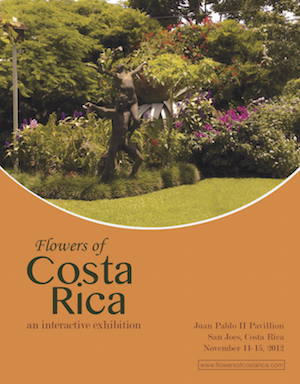 Flowers of
Costa
Rica
an interactive exhibition
Juan Pablo II Pavillion
San Joes, Costa Rica
November 11-15, 2012
www.flowersofcostarica.com